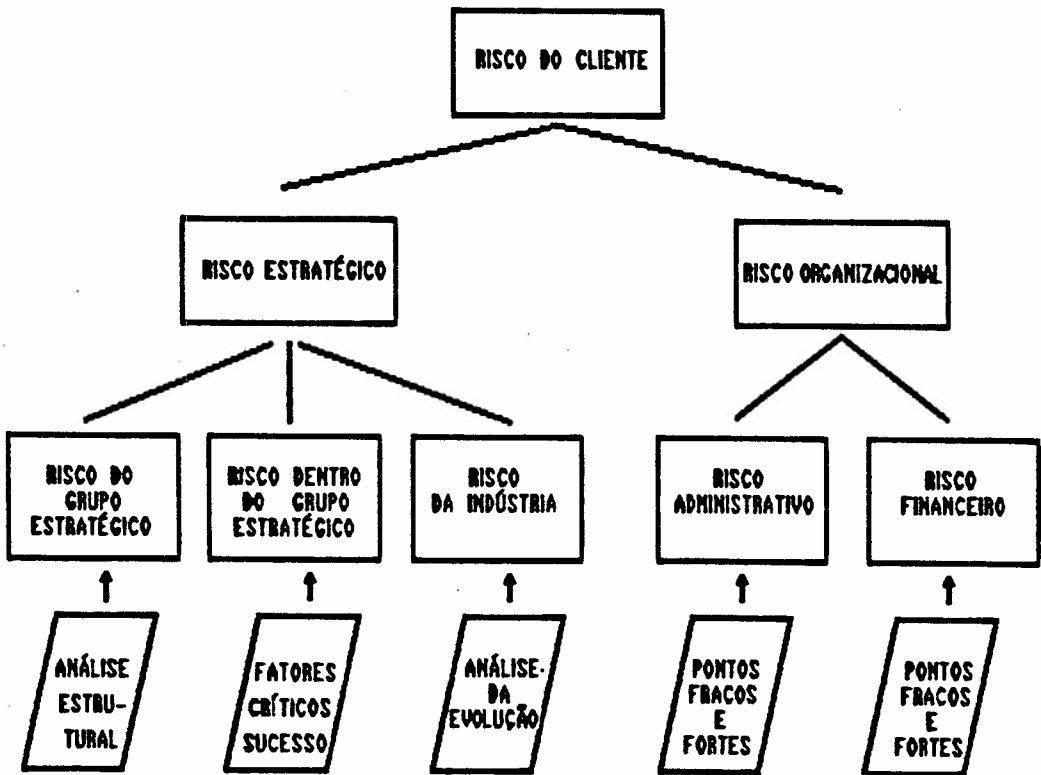 RISCO DO CLIENTE
RISCO ESTRATÉGICO
RISCO ORGANIZACIONAL
RISCO DO
GRUPO
ESTRATÉGICO
RISCO DENTRO
DO GRUPO
ESTRATÉGICO
RISCO
DA INDÚSTRIA
RISCO
ADMINISTRATIVO
RISCO
FINANCEIRO
ANÁLISE
ESTRU-
TURAL
FATORES
CRÍTICOS
SUCESSO
ANÁLISE
DA
EVOLUÇÃO
PONTOS
FRACOS
E
FORTES
PONTOS
FRACOS
E
FORTES